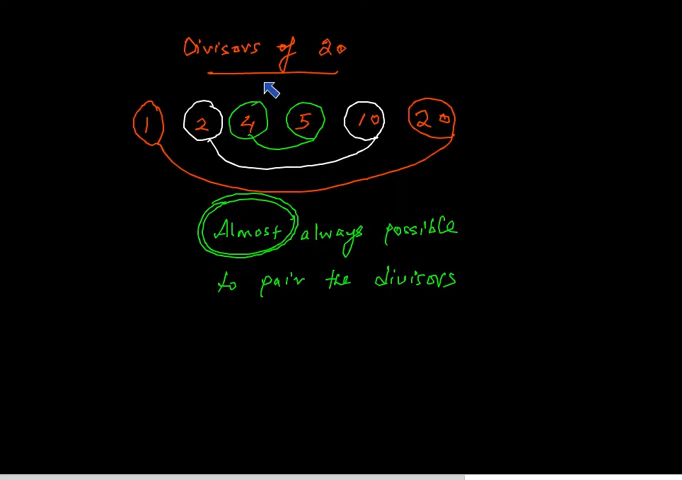 Divisors of 20
1 2 4 5 10 20
Almost always possible
to pair the divisors